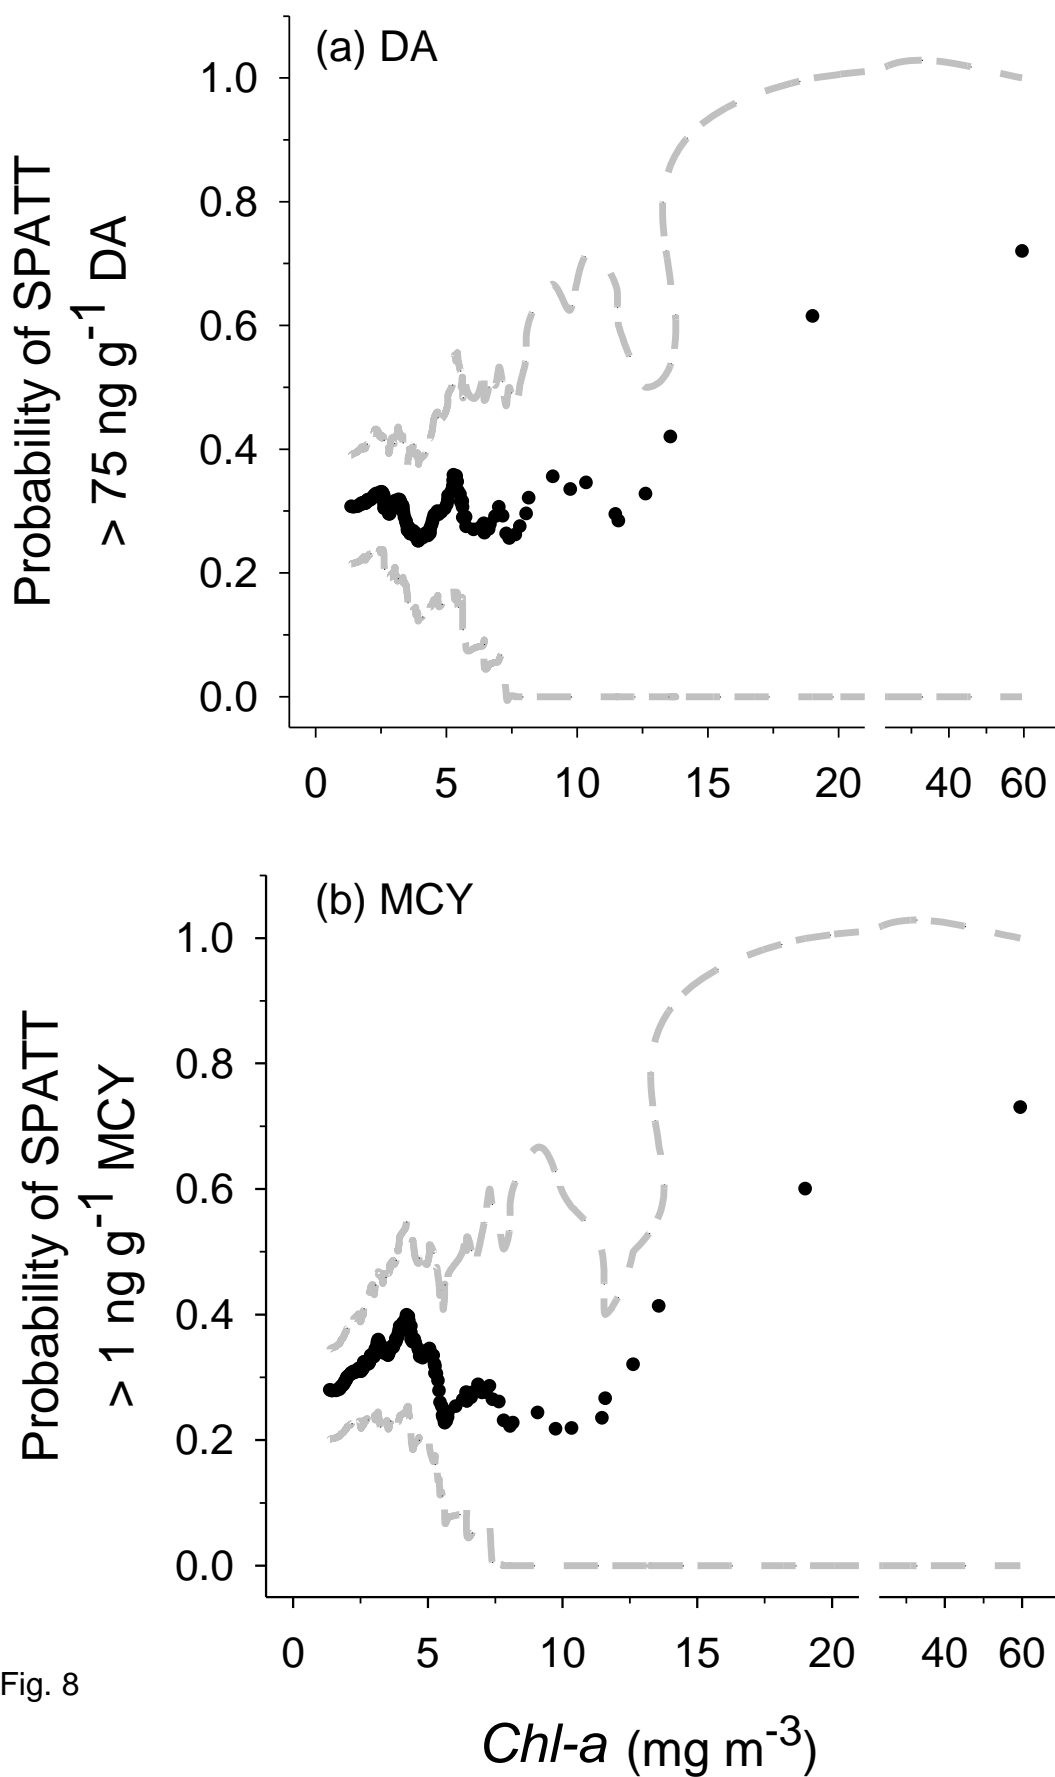 (a) DA
Probability of SPATT
> 75 ng g-1 DA
1.0
0.8
0.6
0.4
0.2
0.0
0 5 10 15 20 40 60
(b) MCY
Probability of SPATT
> 1 ng g-1 MCY
1.0
0.8
0.6
0.4
0.2
0.0
0 5 10 15 20 40 60
Fig. 8
Chl-a (mg m-3)